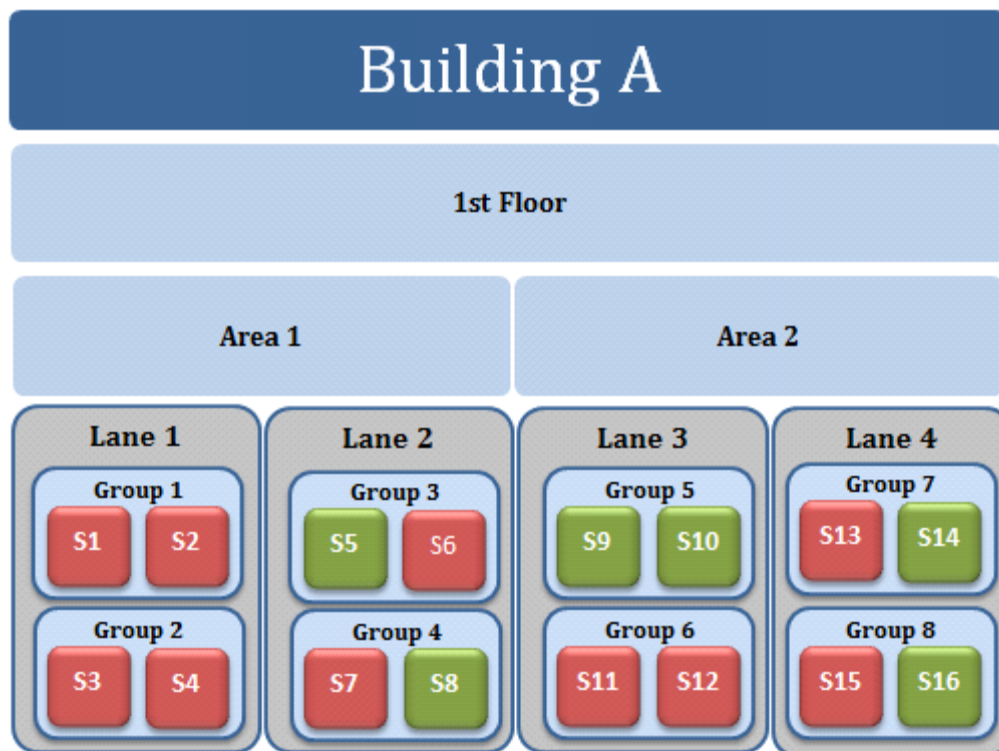 Building A
1st Floor
Area 1 Area 2
Lane 1 Lane 2 Lane 3 Lane 4
Group 1 Group 3 Group 5 Group 7
S1 S2 S5 S6 S9 S10 S13 S14
Group 2 Group 4 Group 6 Group 8
S3 S4 S7 S8 S11 S12 S15 S16